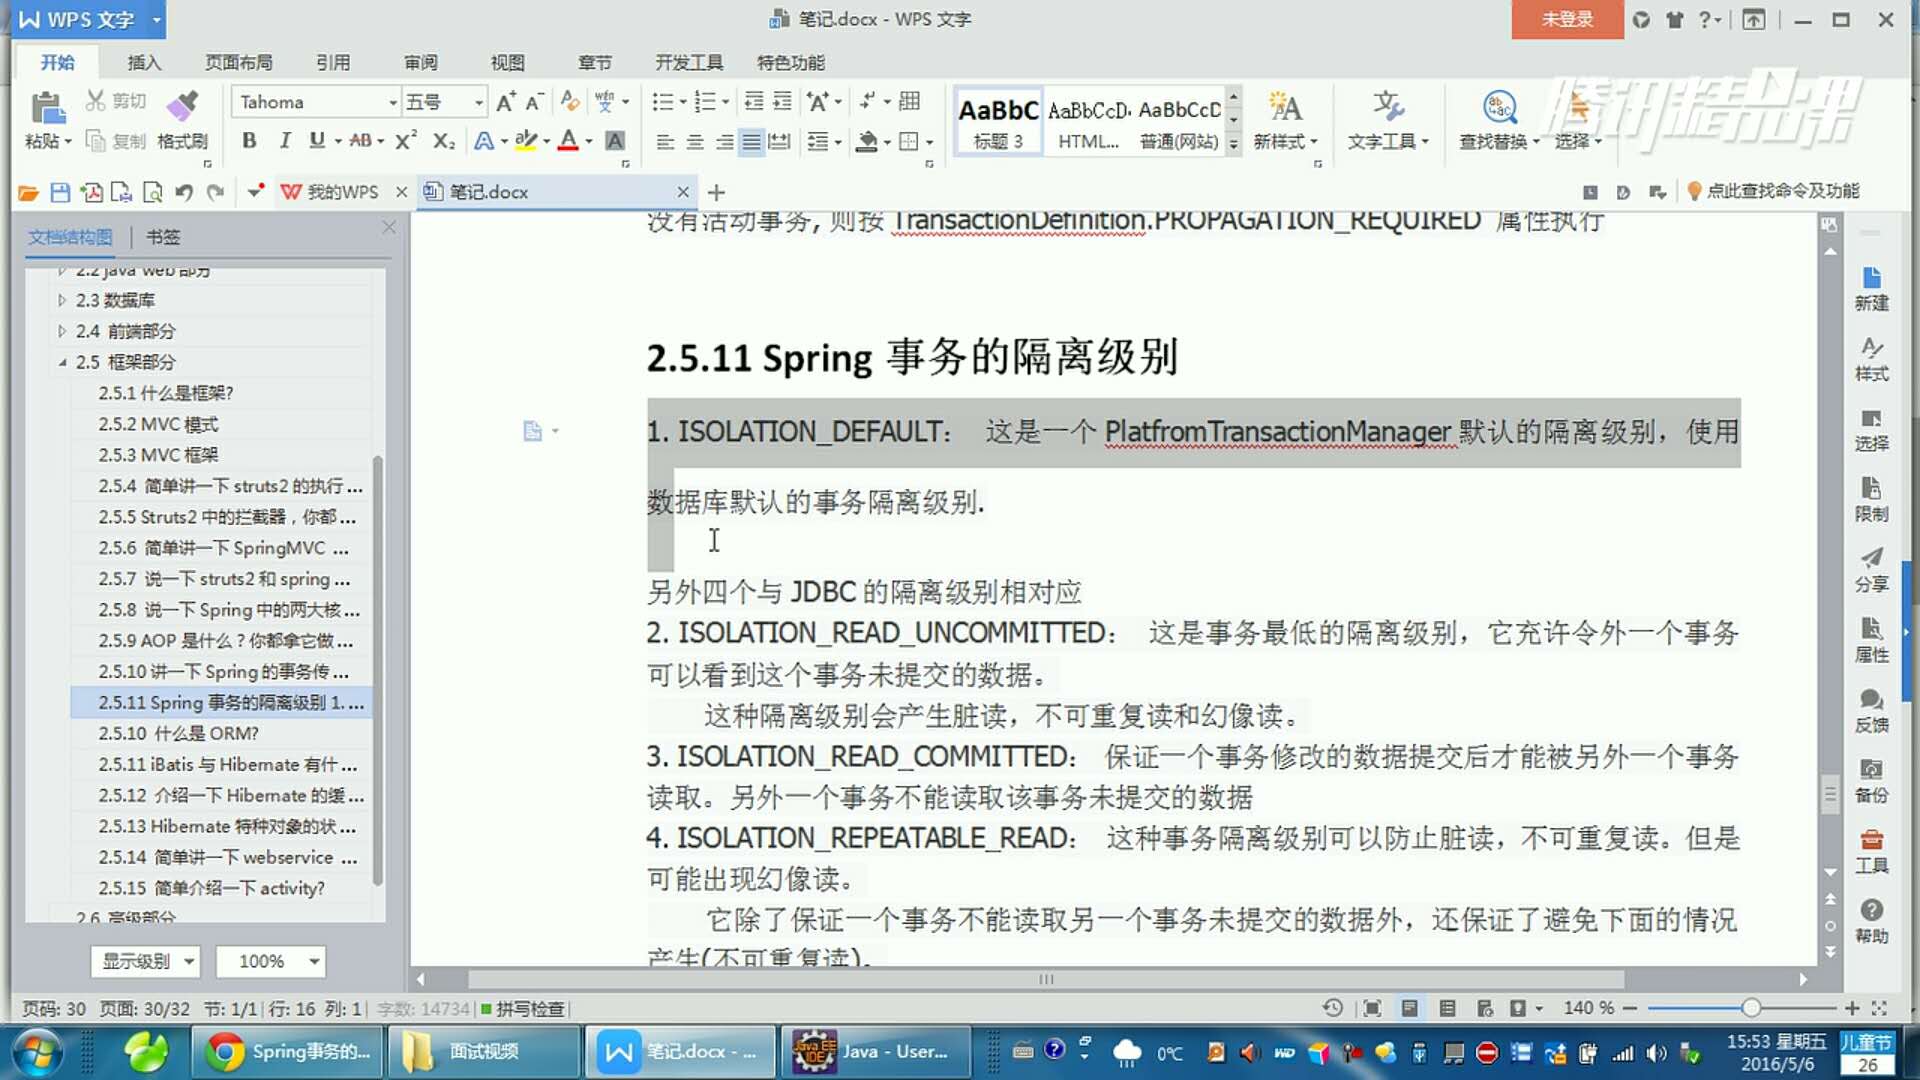 WPS 文字
笔记.docx - WPS 文字
未登录
开始 插入 页面布局 引用 审阅 视图 章节 开发工具 特色功能
腾讯精品课
粘贴 剪切 复制 格式刷
Tahoma 五号
AaBbC AaBbCcD AaBbCcD
标题 3 HTML... 普通(网站) 新样式 文字工具 查找替换 选择
我的WPS 笔记.docx 点此查找命令及功能
文档结构图 书签
2.2 java web 部分
2.3 数据库
2.4 前端部分
2.5 框架部分
2.5.1 什么是框架?
2.5.2 MVC 模式
2.5.3 MVC 框架
2.5.4 简单讲一下 struts2 的执行 ...
2.5.5 Struts2 中的拦截器，你都 ...
2.5.6 简单讲一下 SpringMVC ...
2.5.7 说一下 struts2 和 spring ...
2.5.8 说一下 Spring 中的两大核 ...
2.5.9 AOP 是什么？你都拿它做 ...
2.5.10 讲一下 Spring 的事务传 ...
2.5.11 Spring 事务的隔离级别 1. ...
2.5.10 什么是 ORM?
2.5.11 iBatis 与 Hibernate 有什 ...
2.5.12 介绍一下 Hibernate 的缓 ...
2.5.13 Hibernate 特种对象的状 ...
2.5.14 简单讲一下 webservice ...
2.5.15 简单介绍一下 activity?
2.6 高级部分
显示级别 100%
没有活动事务, 则按 TransactionDefinition.PROPAGATION_REQUIRED 属性执行
2.5.11 Spring 事务的隔离级别
1. ISOLATION_DEFAULT： 这是一个 PlatfromTransactionManager 默认的隔离级别，使用
数据库默认的事务隔离级别.
另外四个与 JDBC 的隔离级别相对应
2. ISOLATION_READ_UNCOMMITTED： 这是事务最低的隔离级别，它充许令外一个事务
可以看到这个事务未提交的数据。
这种隔离级别会产生脏读，不可重复读和幻像读。
3. ISOLATION_READ_COMMITTED： 保证一个事务修改的数据提交后才能被另外一个事务
读取。另外一个事务不能读取该事务未提交的数据
4. ISOLATION_REPEATABLE_READ： 这种事务隔离级别可以防止脏读，不可重复读。但是
可能出现幻像读。
它除了保证一个事务不能读取另一个事务未提交的数据外，还保证了避免下面的情况
产生(不可重复读)。
新建
样式
选择
限制
分享
属性
反馈
备份
工具
帮助
页码: 30 页面: 30/32 节: 1/1 行: 16 列: 1 字数: 14734 拼写检查 140 %
Spring事务的... 面试视频 笔记.docx - ... Java - User... 0℃ 15:53 星期五 儿童节
2016/5/6 26